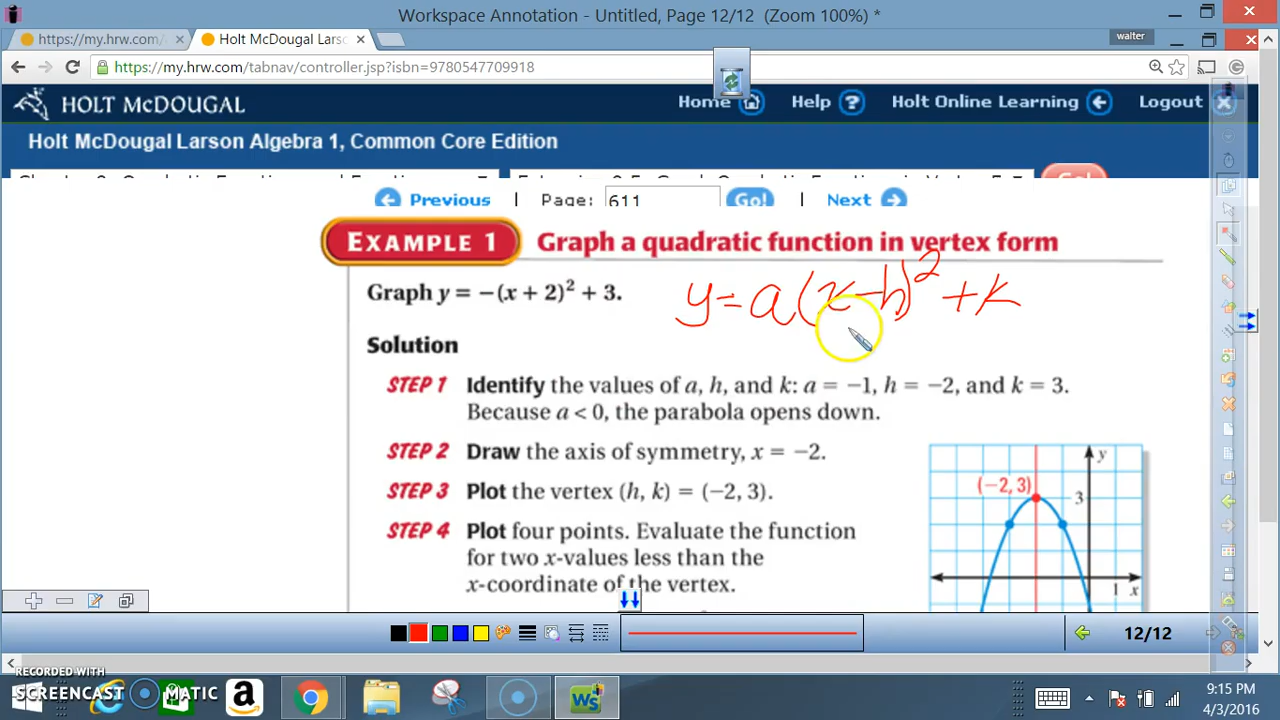 Workspace Annotation - Untitled, Page 12/12 (Zoom 100%) *
https://my.hrw.com/
Holt McDougal Lars
walter
https://my.hrw.com/tabnav/controller.jsp?isbn=9780547709918
HOLT McDOUGAL
Home Help ? Holt Online Learning Logout
Holt McDougal Larson Algebra 1, Common Core Edition
Previous | Page: 611 Go! | Next
EXAMPLE 1 Graph a quadratic function in vertex form
Graph y = −(x + 2)² + 3.
y = a(x-h)² + k
Solution
STEP 1 Identify the values of a, h, and k: a = −1, h = −2, and k = 3.
Because a < 0, the parabola opens down.
STEP 2 Draw the axis of symmetry, x = −2.
STEP 3 Plot the vertex (h, k) = (−2, 3).
STEP 4 Plot four points. Evaluate the function
for two x-values less than the
x-coordinate of the vertex.
y
(−2, 3)
3
1 x
12/12
RECORDED WITH
SCREENCAST MATIC
WS
9:15 PM
4/3/2016